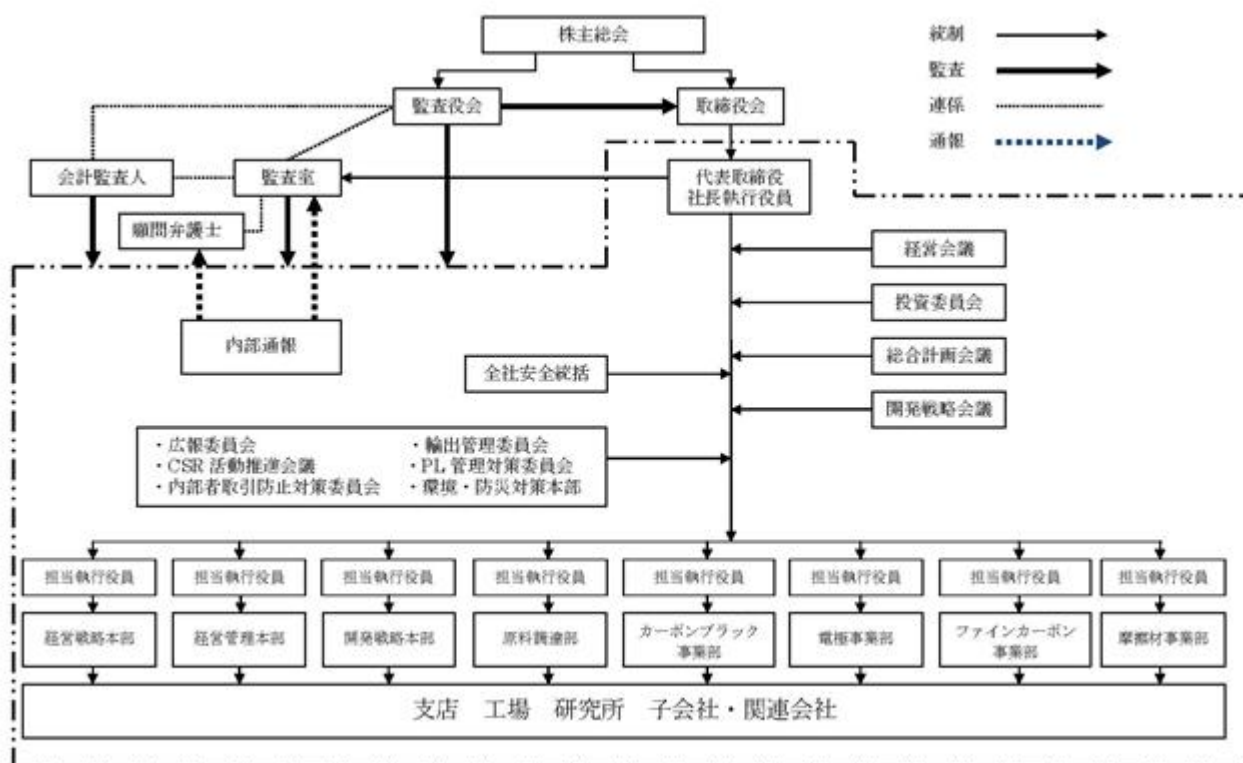 株主総会
統制
監査
連係
通報
監査役会
取締役会
会計監査人
監査室
代表取締役
社長執行役員
顧問弁護士
経営会議
投資委員会
内部通報
総合計画会議
全社安全統括
開発戦略会議
・広報委員会
・CSR 活動推進会議
・内部者取引防止対策委員会
・輸出管理委員会
・PL 管理対策委員会
・環境・防災対策本部
担当執行役員
担当執行役員
担当執行役員
担当執行役員
担当執行役員
担当執行役員
担当執行役員
担当執行役員
経営戦略本部
経営管理本部
開発戦略本部
原料調達部
カーボンブラック
事業部
電極事業部
ファインカーボン
事業部
摩擦材事業部
支店 工場 研究所 子会社・関連会社